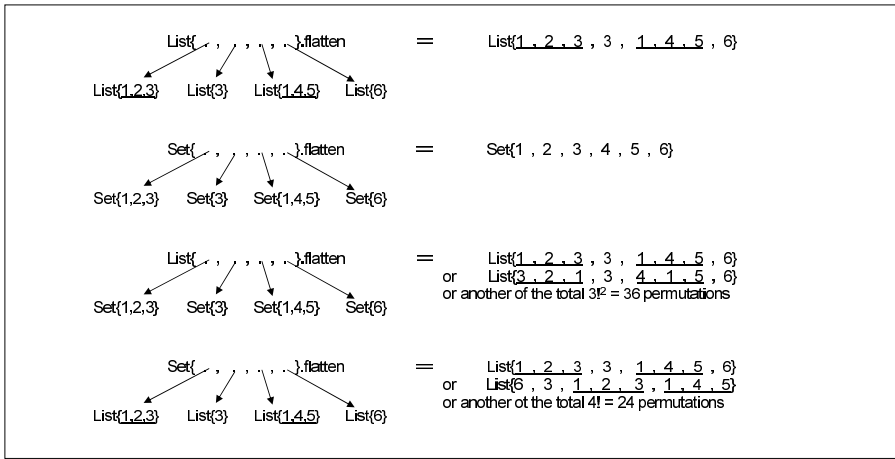 List{ . , . , . , . }.flatten = List{1 , 2 , 3 , 3 , 1 , 4 , 5 , 6}
List{1,2,3} List{3} List{1,4,5} List{6}
Set{ . , . , . , . }.flatten = Set{1 , 2 , 3 , 4 , 5 , 6}
Set{1,2,3} Set{3} Set{1,4,5} Set{6}
List{ . , . , . , . }.flatten = List{1 , 2 , 3 , 3 , 1 , 4 , 5 , 6}
or List{3 , 2 , 1 , 3 , 4 , 1 , 5 , 6}
or another of the total 3!² = 36 permutations
Set{1,2,3} Set{3} Set{1,4,5} Set{6}
Set{ . , . , . , . }.flatten = List{1 , 2 , 3 , 3 , 1 , 4 , 5 , 6}
or List{6 , 3 , 1 , 2 , 3 , 1 , 4 , 5}
or another ot the total 4! = 24 permutations
List{1,2,3} List{3} List{1,4,5} List{6}